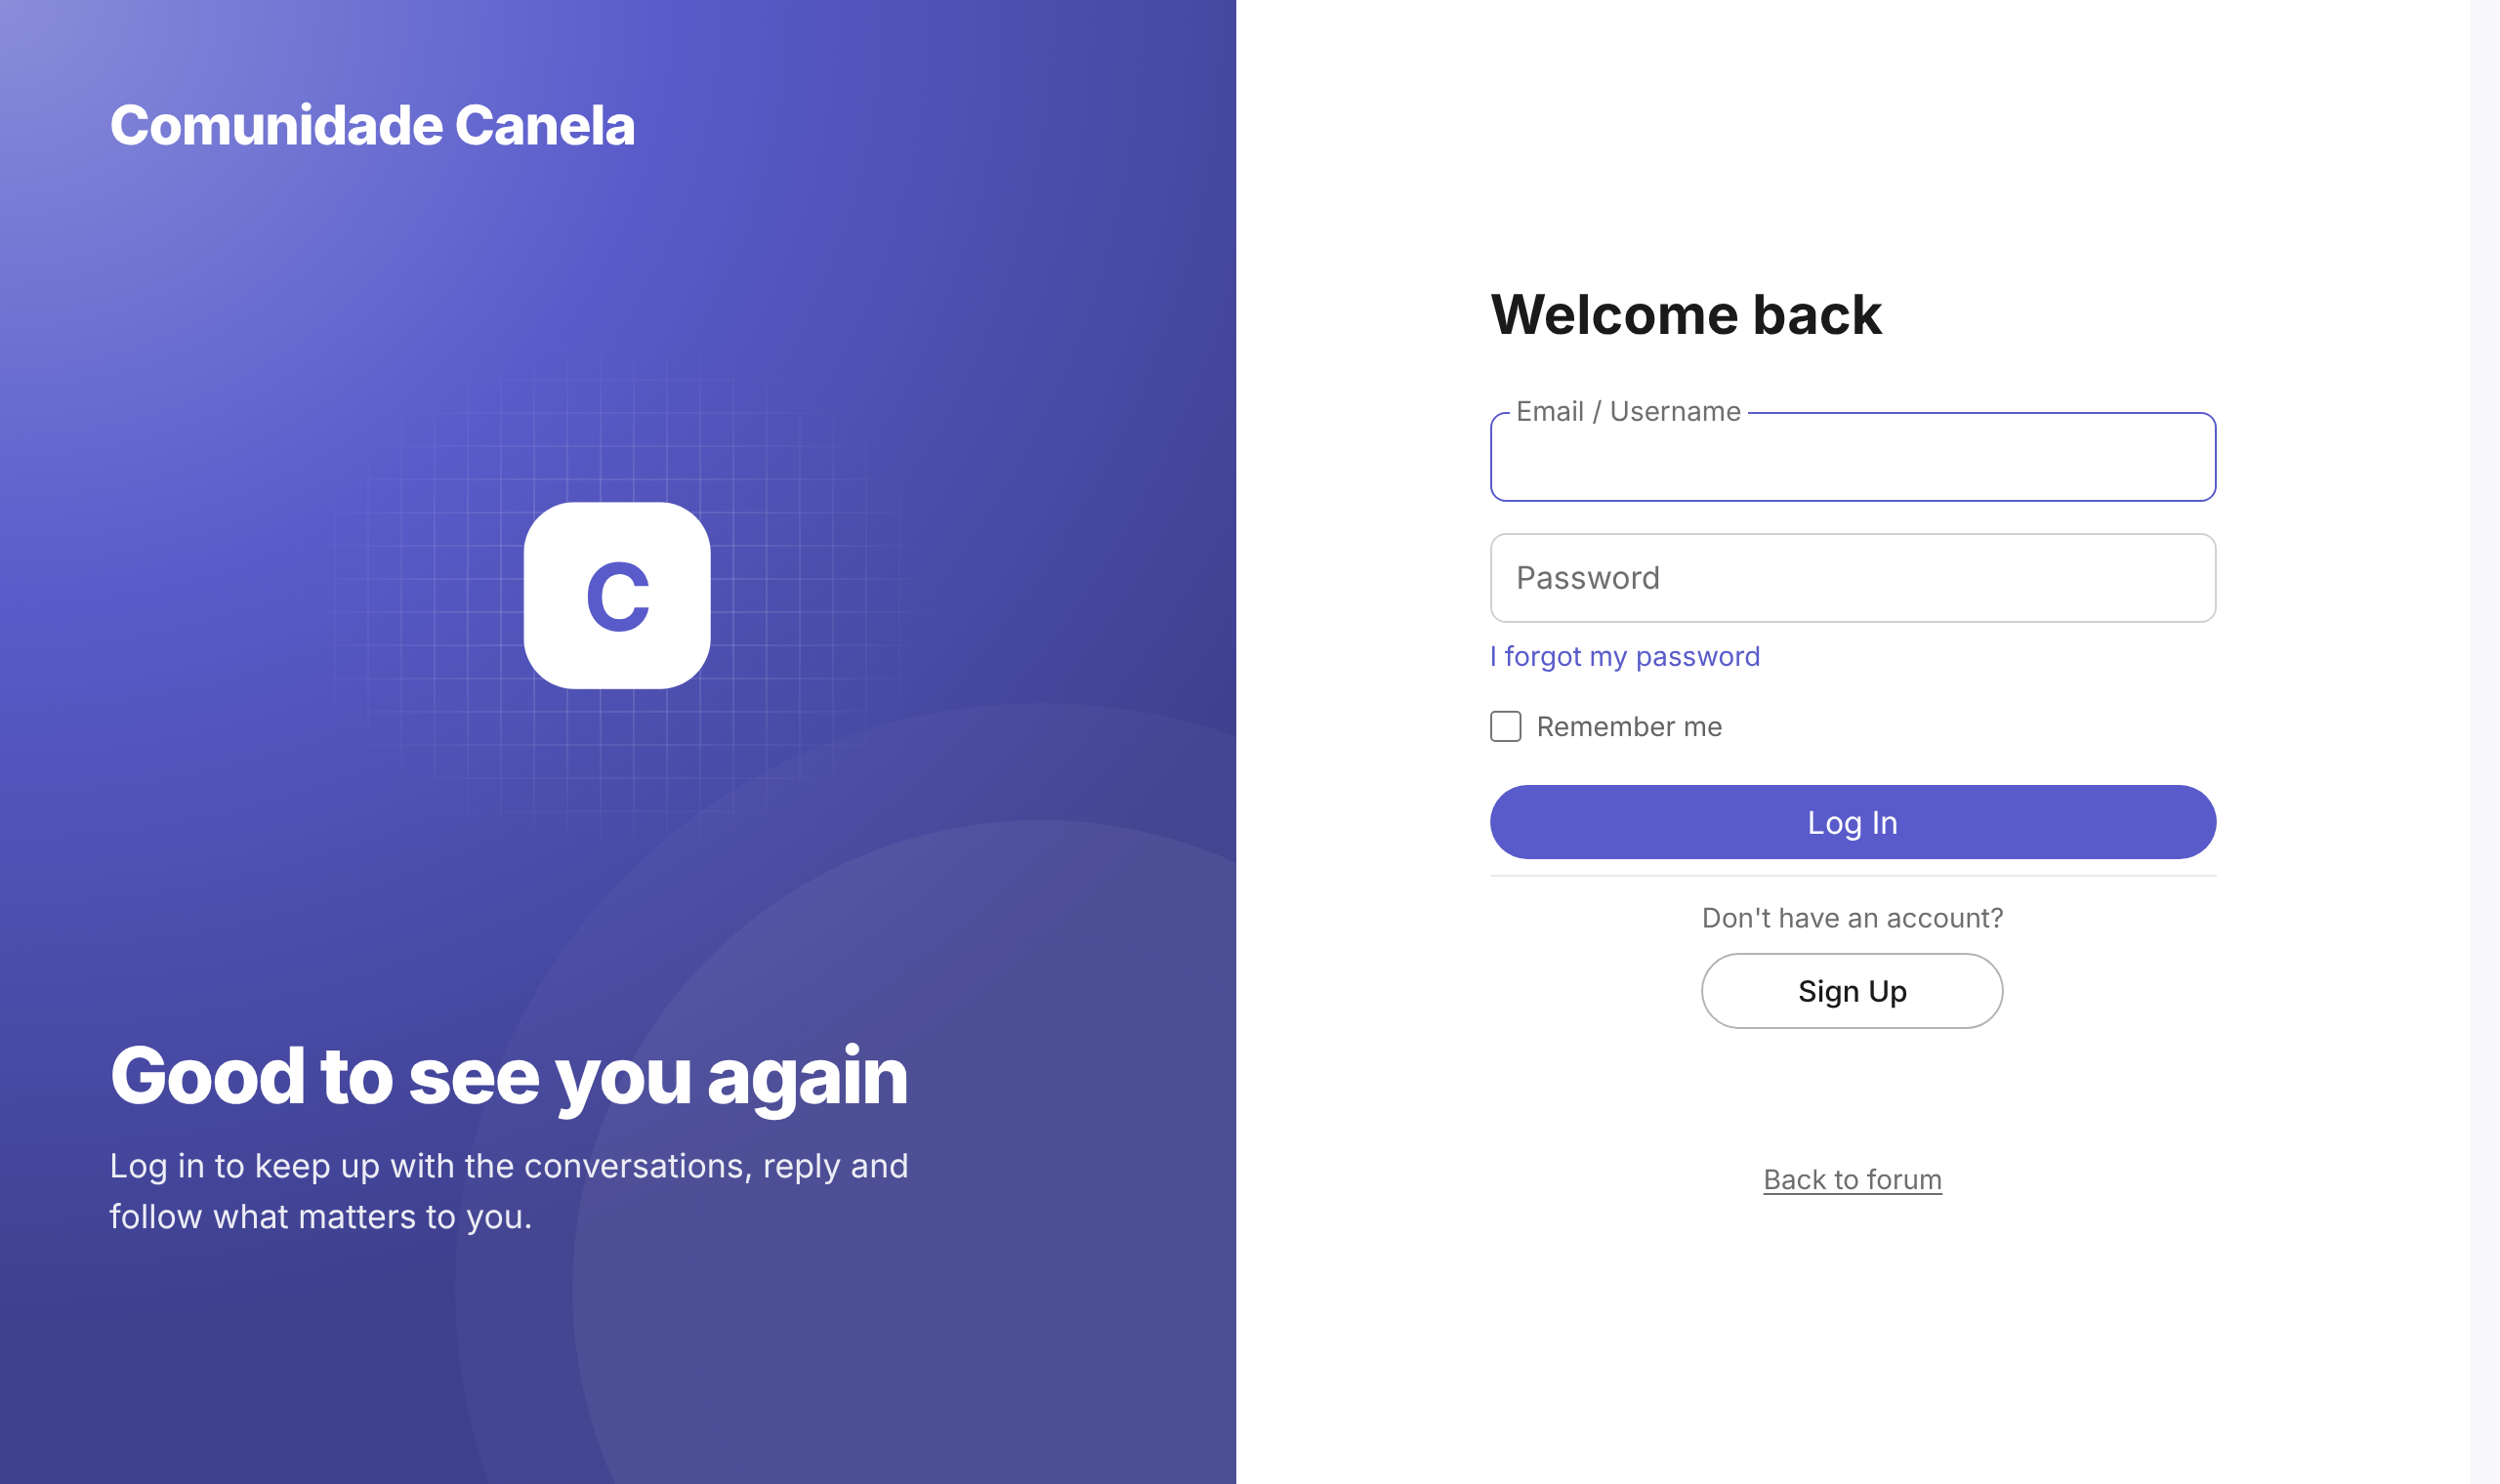 Comunidade Canela
C
Good to see you again
Log in to keep up with the conversations, reply and
follow what matters to you.
Welcome back
Email / Username
Password
I forgot my password
Remember me
Log In
Don't have an account?
Sign Up
Back to forum